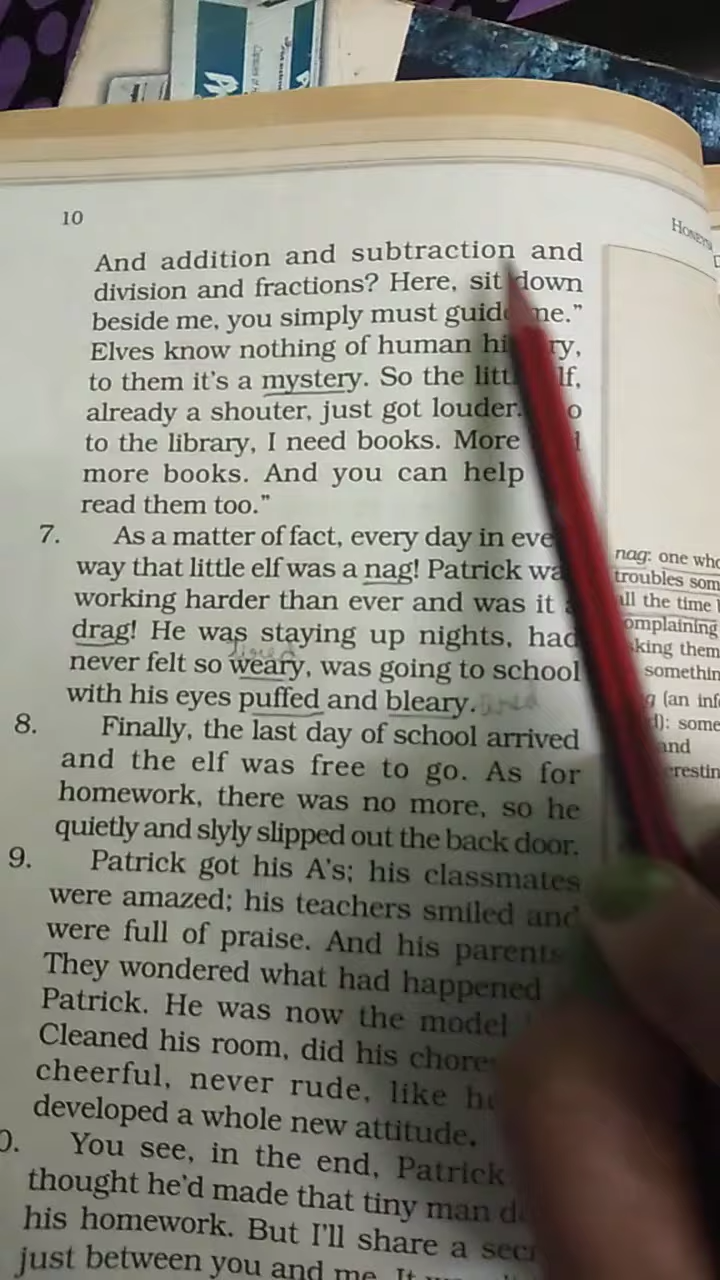 10
And addition and subtraction and
division and fractions? Here, sit down
beside me, you simply must guide me."
Elves know nothing of human
to them it's a mystery. So the
already a shouter, just got louder.
to the library, I need books. More
more books. And you can help
read them too."
7. As a matter of fact, every day in
way that little elf was a nag! Patrick
working harder than ever and was it
drag! He was staying up nights, had
never felt so weary, was going to school
with his eyes puffed and bleary.
8. Finally, the last day of school arrived
and the elf was free to go. As for
homework, there was no more, so he
quietly and slyly slipped out the back door.
9. Patrick got his A's; his classmates
were amazed; his teachers smiled and
were full of praise. And his parents
They wondered what had happened
Patrick. He was now the model
Cleaned his room, did his chores
cheerful, never rude, like
developed a whole new attitude.
You see, in the end, Patrick
thought he'd made that tiny man
his homework. But I'll share a
just between you and me. It
nag: one
troubles
all the time
(an
and